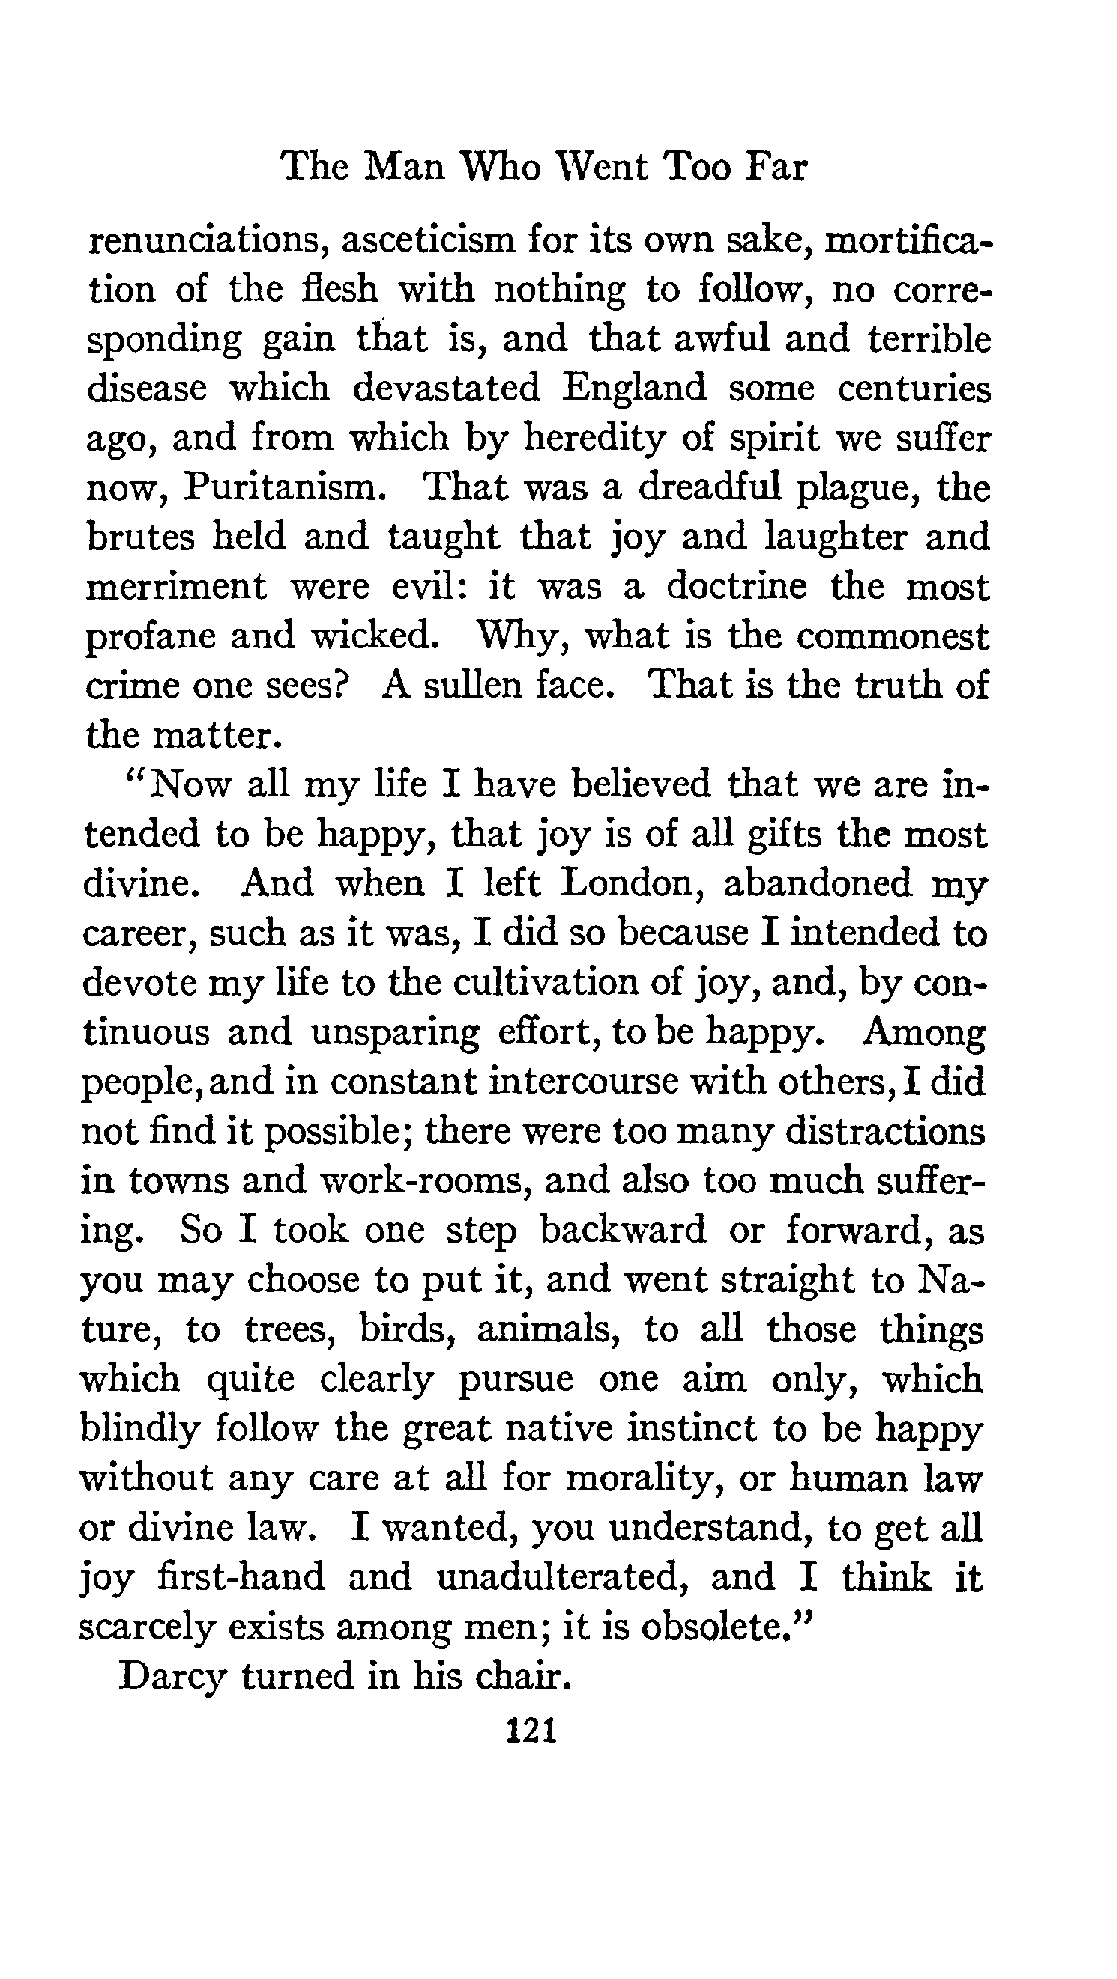 The Man Who Went Too Far
renunciations, asceticism for its own sake, mortifica-
tion of the flesh with nothing to follow, no corre-
sponding gain that is, and that awful and terrible
disease which devastated England some centuries
ago, and from which by heredity of spirit we suffer
now, Puritanism. That was a dreadful plague, the
brutes held and taught that joy and laughter and
merriment were evil: it was a doctrine the most
profane and wicked. Why, what is the commonest
crime one sees? A sullen face. That is the truth of
the matter.
"Now all my life I have believed that we are in-
tended to be happy, that joy is of all gifts the most
divine. And when I left London, abandoned my
career, such as it was, I did so because I intended to
devote my life to the cultivation of joy, and, by con-
tinuous and unsparing effort, to be happy. Among
people, and in constant intercourse with others, I did
not find it possible; there were too many distractions
in towns and work-rooms, and also too much suffer-
ing. So I took one step backward or forward, as
you may choose to put it, and went straight to Na-
ture, to trees, birds, animals, to all those things
which quite clearly pursue one aim only, which
blindly follow the great native instinct to be happy
without any care at all for morality, or human law
or divine law. I wanted, you understand, to get all
joy first-hand and unadulterated, and I think it
scarcely exists among men; it is obsolete."
Darcy turned in his chair.
121